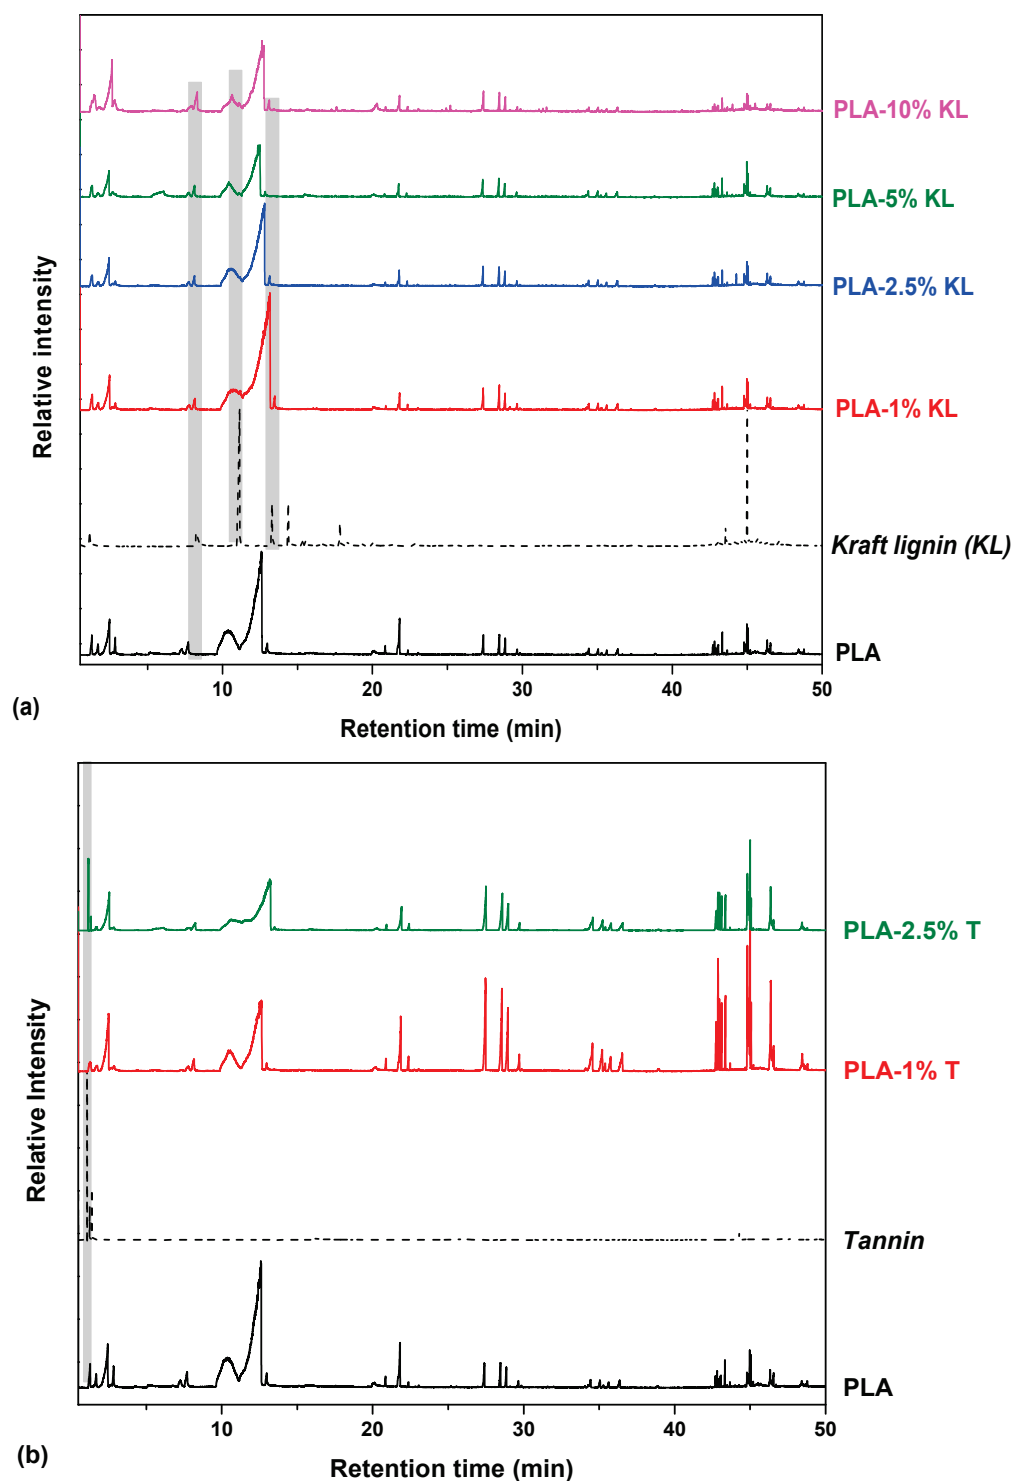 PLA-10% KL
PLA-5% KL
PLA-2.5% KL
PLA-1% KL
Kraft lignin (KL)
PLA
Relative intensity
10 20 30 40 50
Retention time (min)
(a)
PLA-2.5% T
PLA-1% T
Tannin
PLA
Relative Intensity
10 20 30 40 50
Retention time (min)
(b)